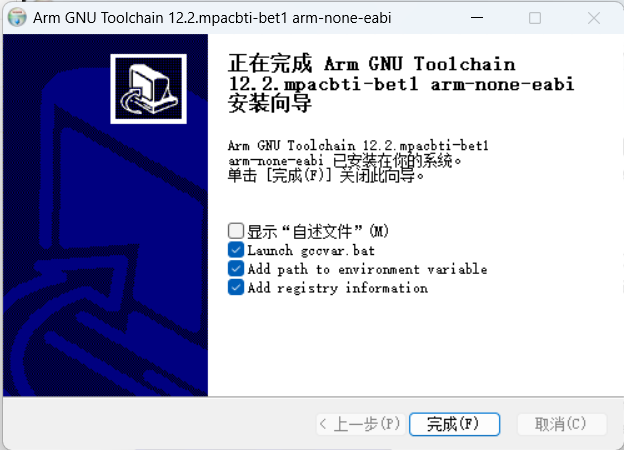 Arm GNU Toolchain 12.2.mpacbti-bet1 arm-none-eabi
正在完成 Arm GNU Toolchain
12.2.mpacbti-bet1 arm-none-eabi
安装向导
Arm GNU Toolchain 12.2.mpacbti-bet1
arm-none-eabi 已安装在你的系统。
单击 [完成(F)] 关闭此向导。
显示“自述文件”(M)
Launch gccvar.bat
Add path to environment variable
Add registry information
< 上一步(P) 完成(F) 取消(C)